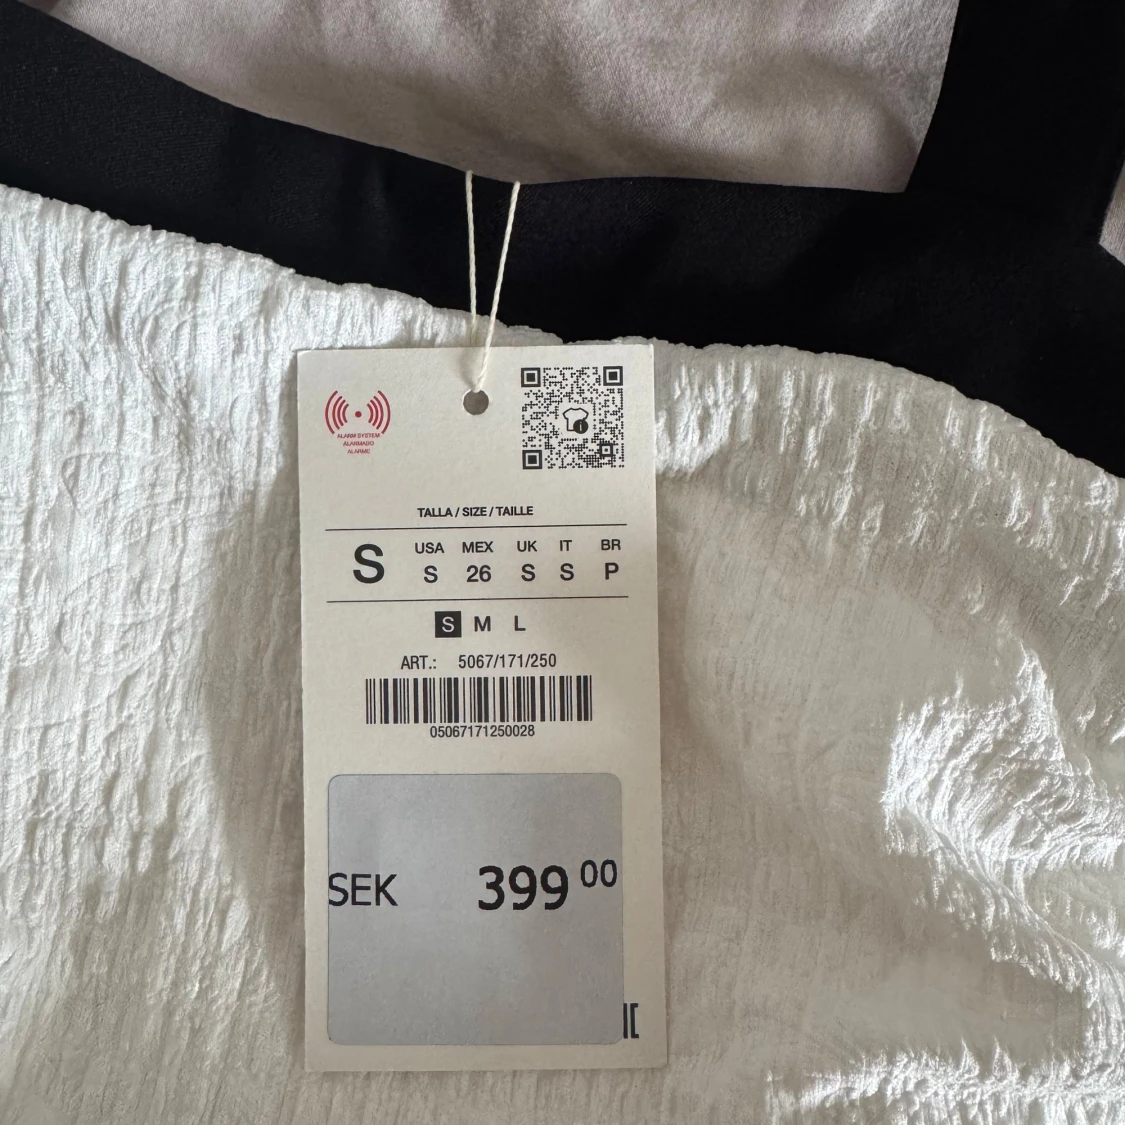 ALARM SYSTEM
ALARMADO
ALARMÉ
TALLA / SIZE / TAILLE
S
USA MEX UK IT BR
S 26 S S P
S M L
ART.: 5067/171/250
05067171250028
SEK 399 00